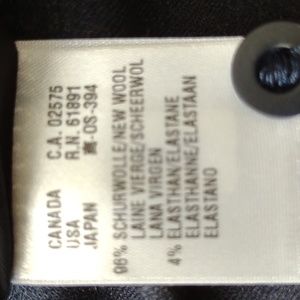 CANADA C.A. 02575
USA R.N. 61891
JAPAN 商-OS-394
96% SCHURWOLLE/NEW WOOL
LAINE VIERGE/SCHEERWOL
LANA VIRGEN
4% ELASTHAN/ELASTANE
ELASTHANNE/ELASTAAN
ELASTANO